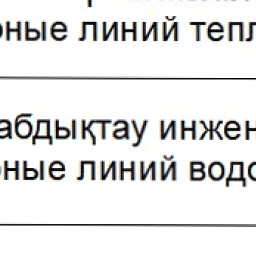 ные линий тепл
абдықтау инжен
ные линий водо